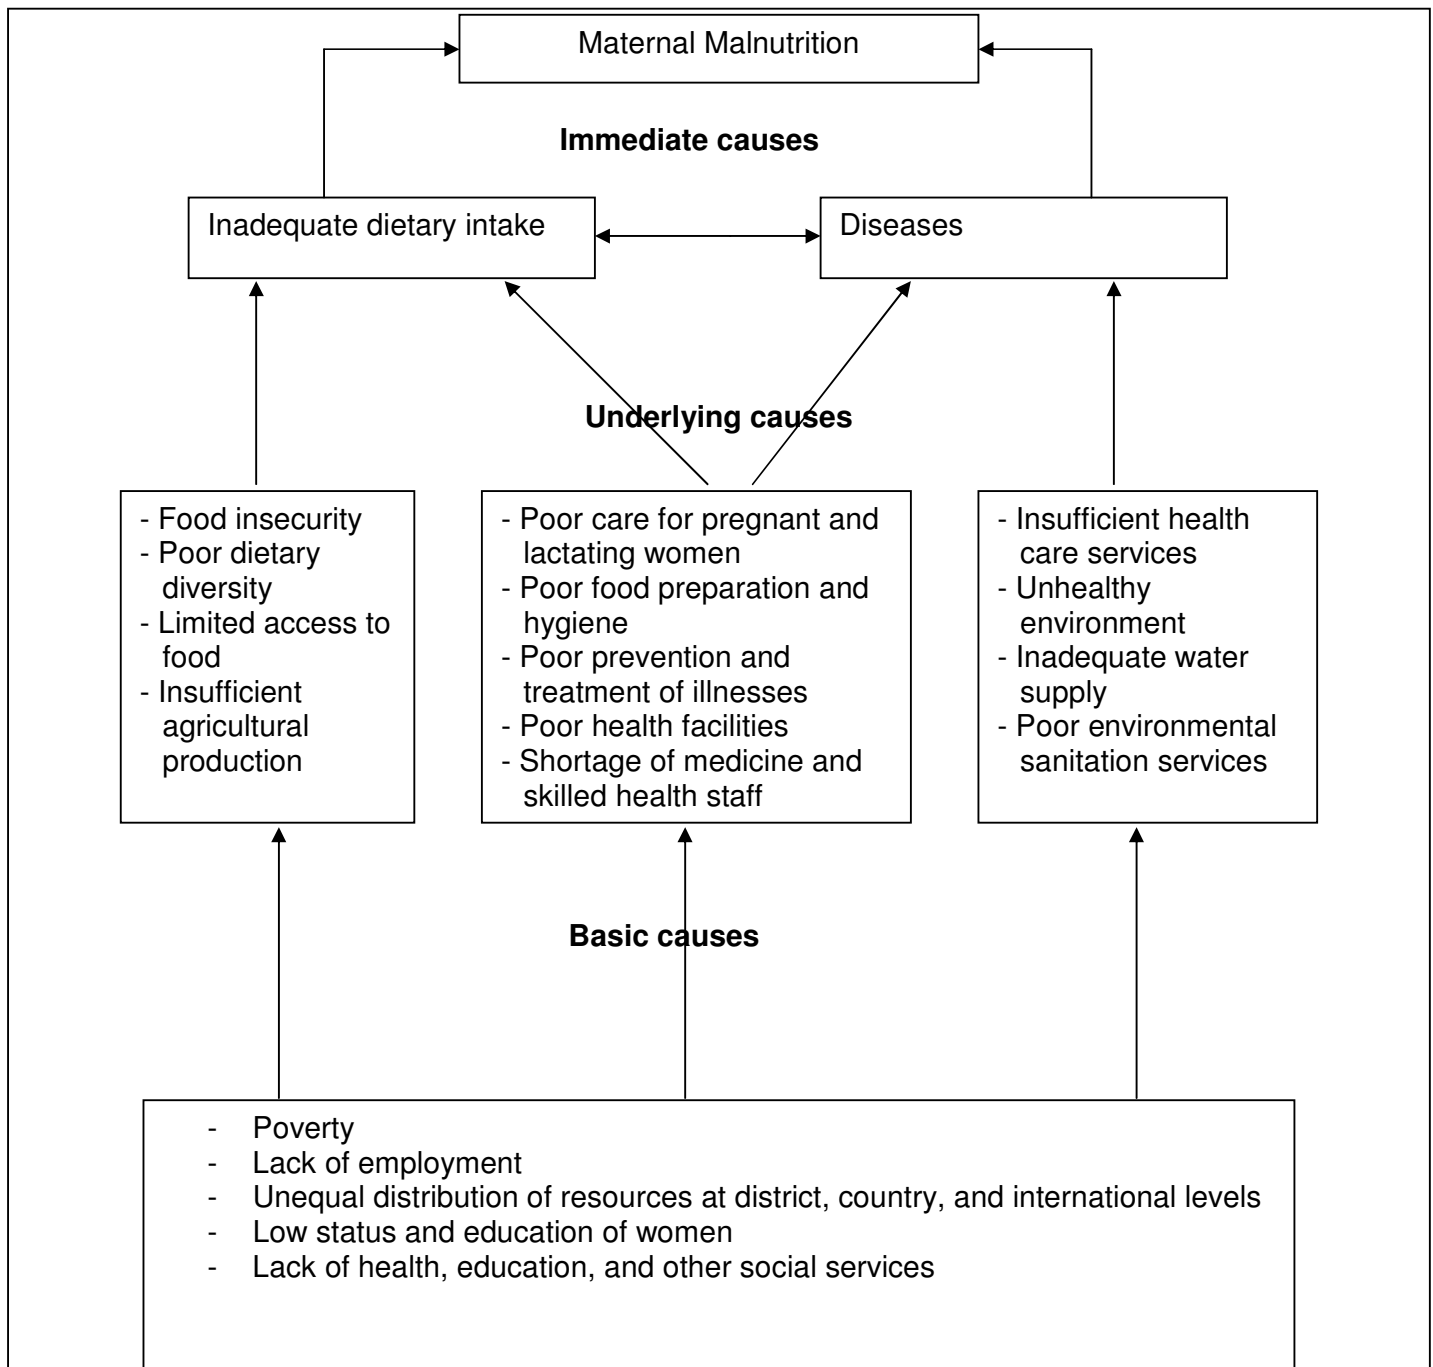 Maternal Malnutrition
Immediate causes
Inadequate dietary intake
Diseases
Underlying causes
- Food insecurity
- Poor dietary
diversity
- Limited access to
food
- Insufficient
agricultural
production
- Poor care for pregnant and
lactating women
- Poor food preparation and
hygiene
- Poor prevention and
treatment of illnesses
- Poor health facilities
- Shortage of medicine and
skilled health staff
- Insufficient health
care services
- Unhealthy
environment
- Inadequate water
supply
- Poor environmental
sanitation services
Basic causes
- Poverty
- Lack of employment
- Unequal distribution of resources at district, country, and international levels
- Low status and education of women
- Lack of health, education, and other social services